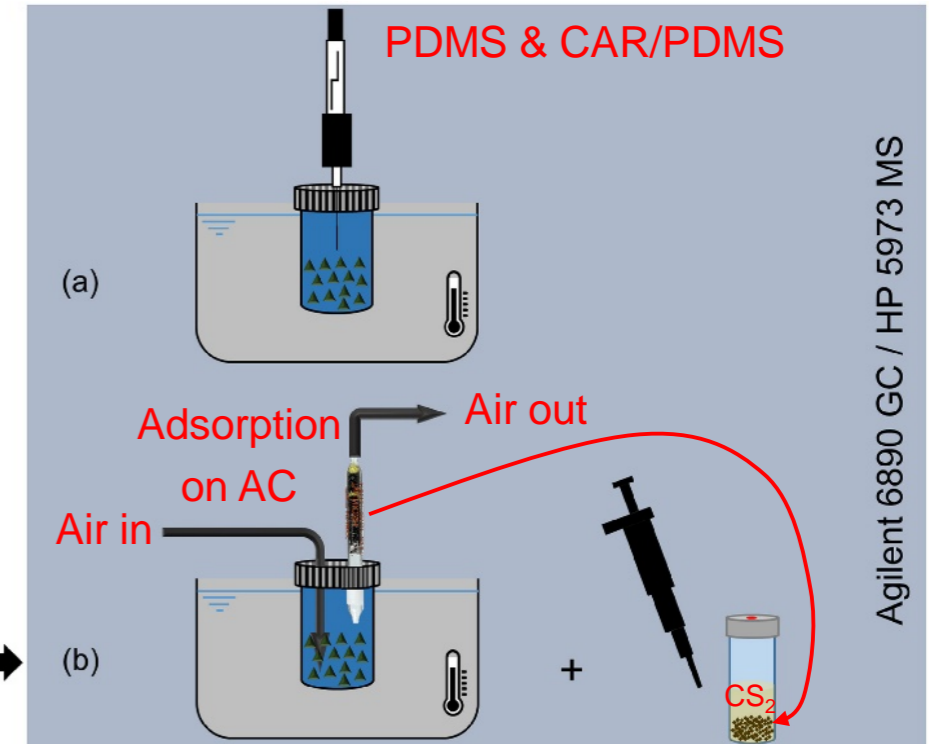 PDMS & CAR/PDMS
(a)
Agilent 6890 GC / HP 5973 MS
Adsorption
on AC
Air out
Air in
(b)
+
CS₂